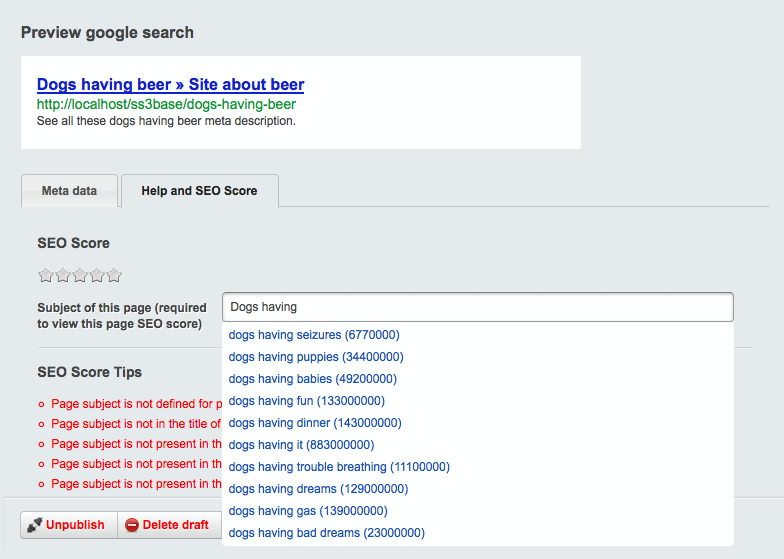 Preview google search
Dogs having beer » Site about beer
http://localhost/ss3base/dogs-having-beer
See all these dogs having beer meta description.
Meta data
Help and SEO Score
SEO Score
Subject of this page (required
to view this page SEO score)
Dogs having
dogs having seizures (6770000)
dogs having puppies (34400000)
dogs having babies (49200000)
dogs having fun (133000000)
dogs having dinner (143000000)
dogs having it (883000000)
dogs having trouble breathing (11100000)
dogs having dreams (129000000)
dogs having gas (139000000)
dogs having bad dreams (23000000)
SEO Score Tips
Page subject is not defined for p
Page subject is not in the title of
Page subject is not present in th
Page subject is not present in th
Page subject is not present in th
Unpublish
Delete draft